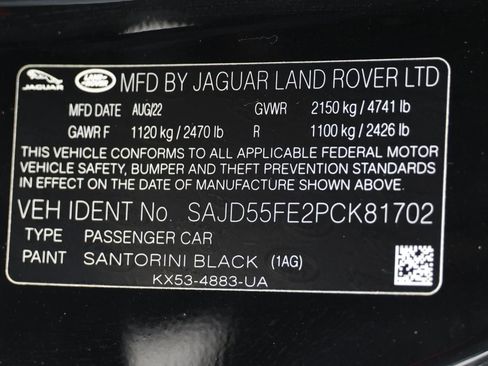 JAGUAR LAND ROVER MFD BY JAGUAR LAND ROVER LTD
MFD DATE AUG/22 GVWR 2150 kg / 4741 lb
GAWR F 1120 kg / 2470 lb R 1100 kg / 2426 lb
THIS VEHICLE CONFORMS TO ALL APPLICABLE FEDERAL MOTOR
VEHICLE SAFETY, BUMPER AND THEFT PREVENTION STANDARDS
IN EFFECT ON THE DATE OF MANUFACTURE SHOWN ABOVE.
VEH IDENT No. SAJD55FE2PCK81702
TYPE PASSENGER CAR
PAINT SANTORINI BLACK (1AG)
KX53-4883-UA